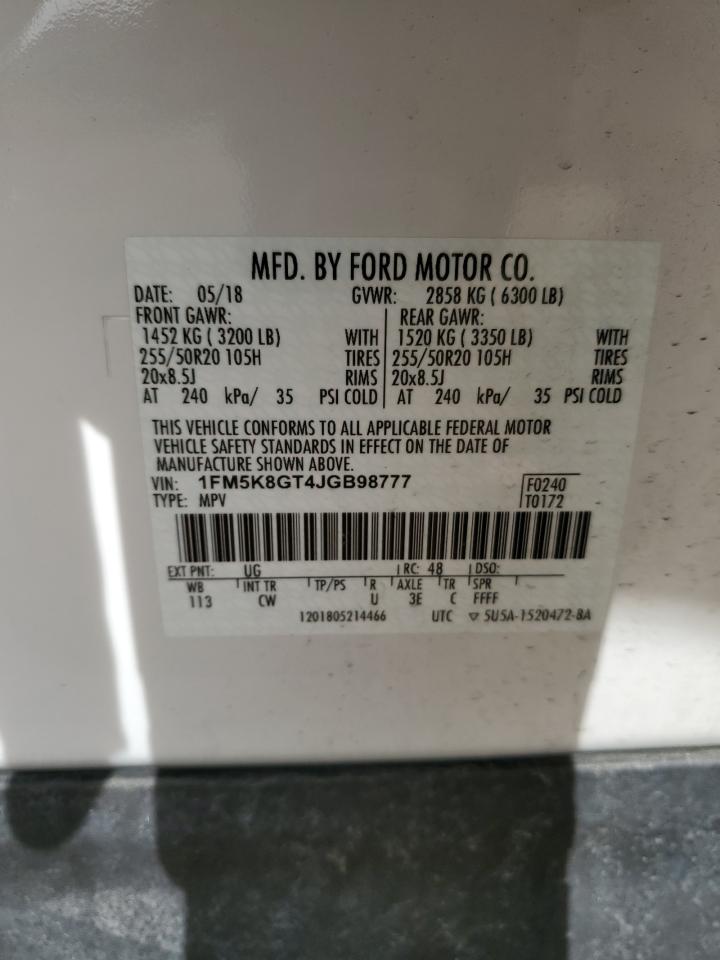 MFD. BY FORD MOTOR CO.
DATE: 05/18 GVWR: 2858 KG ( 6300 LB)
FRONT GAWR: REAR GAWR:
1452 KG ( 3200 LB) WITH 1520 KG ( 3350 LB) WITH
255/50R20 105H TIRES 255/50R20 105H TIRES
20x8.5J RIMS 20x8.5J RIMS
AT 240 kPa/ 35 PSI COLD AT 240 kPa/ 35 PSI COLD
THIS VEHICLE CONFORMS TO ALL APPLICABLE FEDERAL MOTOR
VEHICLE SAFETY STANDARDS IN EFFECT ON THE DATE OF
MANUFACTURE SHOWN ABOVE.
VIN: 1FM5K8GT4JGB98777 F0240
TYPE: MPV T0172
EXT PNT: UG RC: 48 DSO:
WB INT TR TP/PS R AXLE TR SPR
113 CW U 3E C FFFF
1201805214466 UTC ▽ 5U5A-1520472-BA